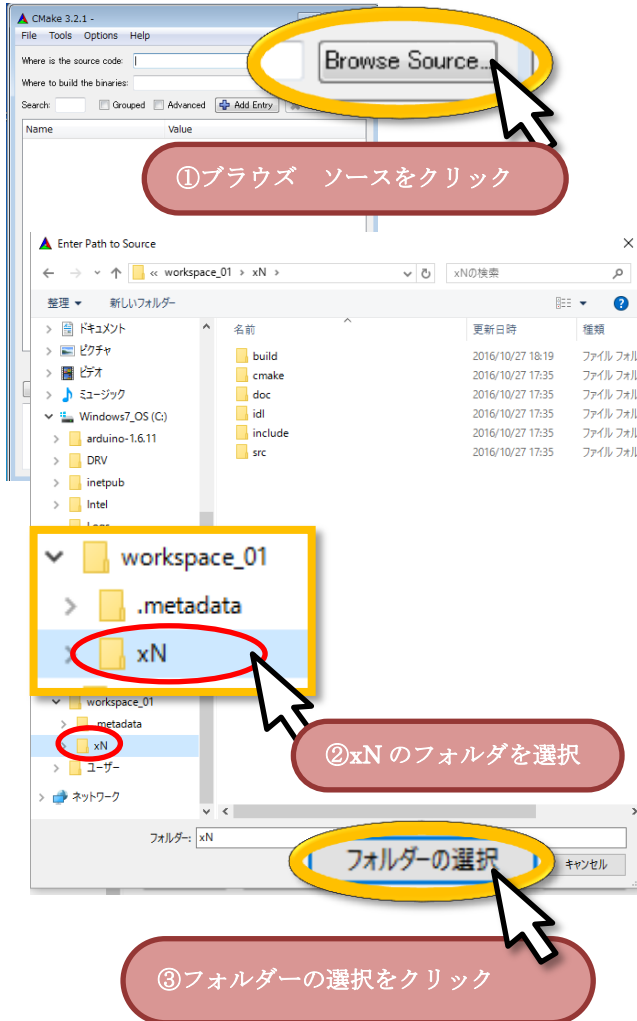 CMake 3.2.1 -
File Tools Options Help
Where is the source code:
Browse Source...
Where to build the binaries:
Search: Grouped Advanced Add Entry
Name Value
①ブラウズ　ソースをクリック
Enter Path to Source
« workspace_01 › xN ›
xNの検索
整理 新しいフォルダー
名前 更新日時 種類
ドキュメント
ピクチャ
ビデオ
ミュージック
Windows7_OS (C:)
arduino-1.6.11
DRV
inetpub
Intel
build 2016/10/27 18:19 ファイル フォル
cmake 2016/10/27 17:35 ファイル フォル
doc 2016/10/27 17:35 ファイル フォル
idl 2016/10/27 17:35 ファイル フォル
include 2016/10/27 17:35 ファイル フォル
src 2016/10/27 17:35 ファイル フォル
workspace_01
.metadata
xN
workspace_01
.metadata
xN
ユーザー
ネットワーク
②xN のフォルダを選択
フォルダー: xN
フォルダーの選択
キャンセル
③フォルダーの選択をクリック